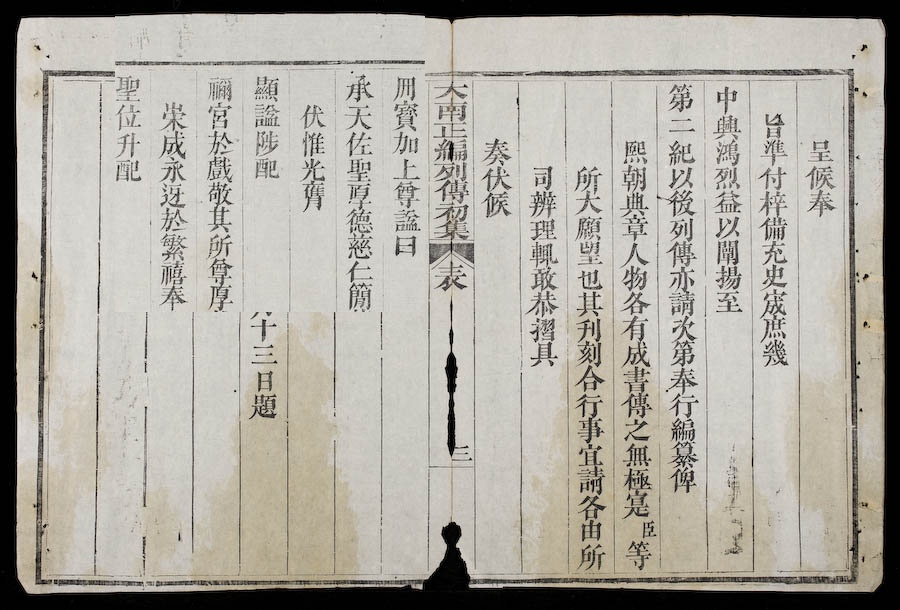 呈候奉
旨準付梓備充史宬庶幾
中興鴻烈益以闡揚至
第二紀以後列傳亦請次第奉行編纂俾
熙朝典章人物各有成書傳之無極寔臣等
所大願望也其刊刻合行事宜請各由所
司辨理輒敢恭摺具
奏伏候
大南正編列傳初集 表 三
冊寶加上尊謚曰
承天佐聖厚德慈仁簡
伏惟光膺
顯謚陟配
禰宮於戲敬其所尊厚
十三日題
崇成永迓於繁禧奉
聖位升配